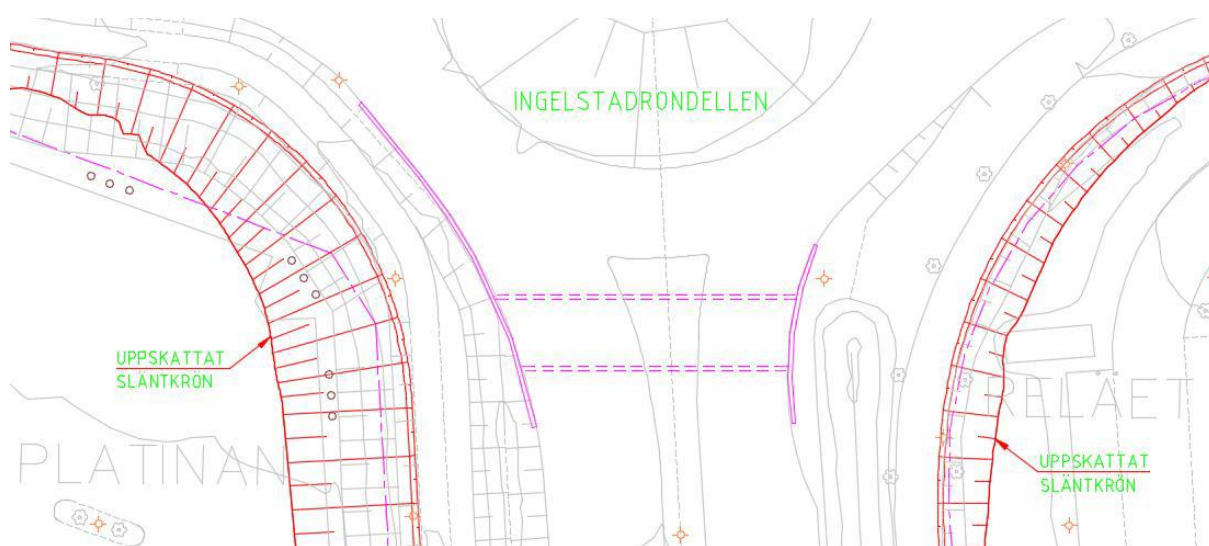 INGELSTADRONDELLEN
UPPSKATTAT
SLÄNTKRÖN
PLATINAN
RELÄET
UPPSKATTAT
SLÄNTKRÖN